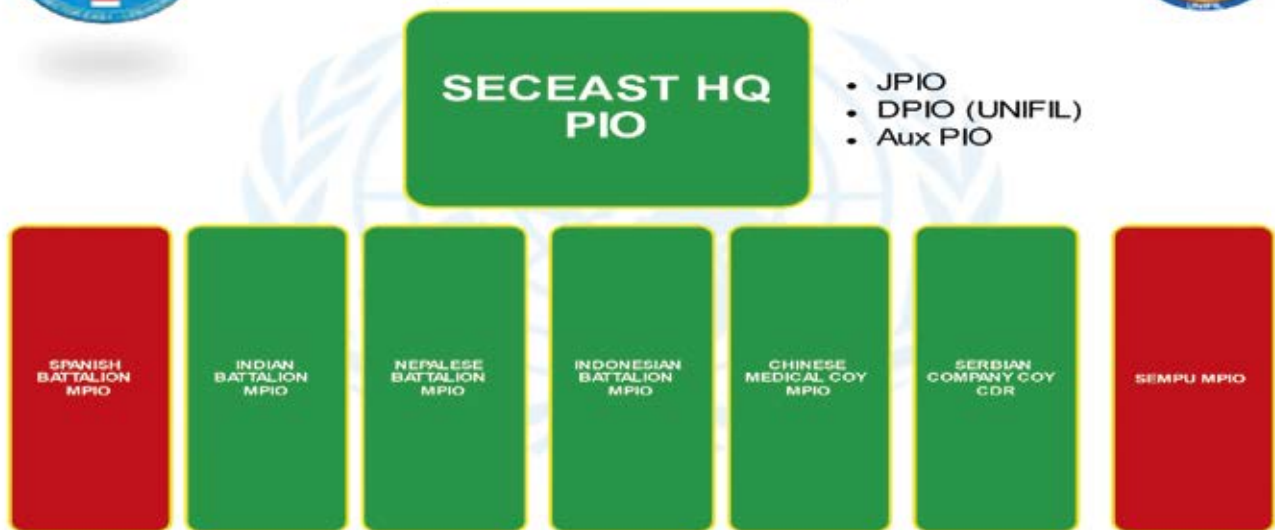 UNIFIL
SECEAST HQ
PIO
• JPIO
• DPIO (UNIFIL)
• Aux PIO
SPANISH
BATTALION
MPIO
INDIAN
BATTALION
MPIO
NEPALESE
BATTALION
MPIO
INDONESIAN
BATTALION
MPIO
CHINESE
MEDICAL COY
MPIO
SERBIAN
COMPANY COY
CDR
SEMPU MPIO